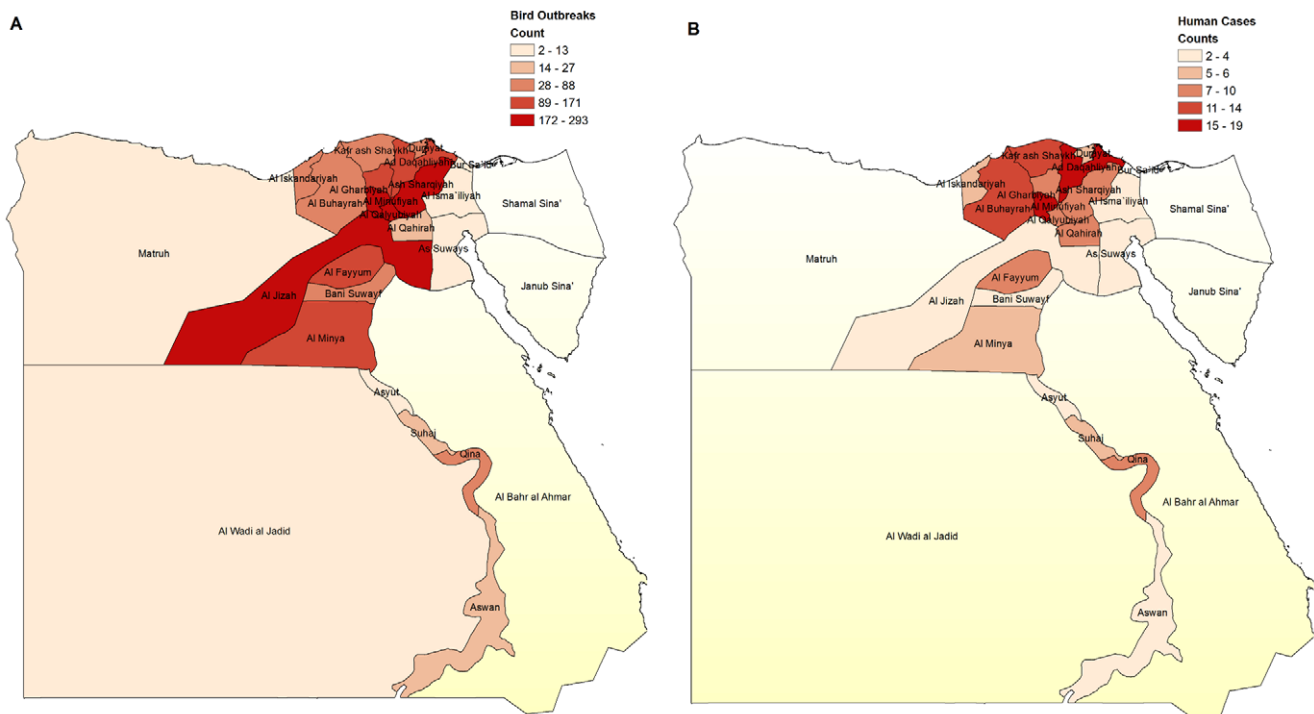 A
Bird Outbreaks
Count
2 - 13
14 - 27
28 - 88
89 - 171
172 - 293
Kafr ash Shaykh
Dumyat
Ad Daqahliyah
Bur Sa'id
Al Iskandariyah
Al Gharbiyah
Ash Sharqiyah
Al Buhayrah
Al Minufiyah
Al Isma`iliyah
Al Qalyubiyah
Al Qahirah
Shamal Sina'
Matruh
As Suways
Al Fayyum
Janub Sina'
Al Jizah
Bani Suwayf
Al Minya
Asyut
Suhaj
Qina
Al Bahr al Ahmar
Al Wadi al Jadid
Aswan
B
Human Cases
Counts
2 - 4
5 - 6
7 - 10
11 - 14
15 - 19
Kafr ash Shaykh
Dumyat
Ad Daqahliyah
Bur Sa'id
Al Iskandariyah
Al Gharbiyah
Ash Sharqiyah
Al Buhayrah
Al Minufiyah
Al Isma`iliyah
Al Qalyubiyah
Al Qahirah
Shamal Sina'
Matruh
As Suways
Al Fayyum
Janub Sina'
Al Jizah
Bani Suwayf
Al Minya
Asyut
Suhaj
Qina
Al Bahr al Ahmar
Al Wadi al Jadid
Aswan